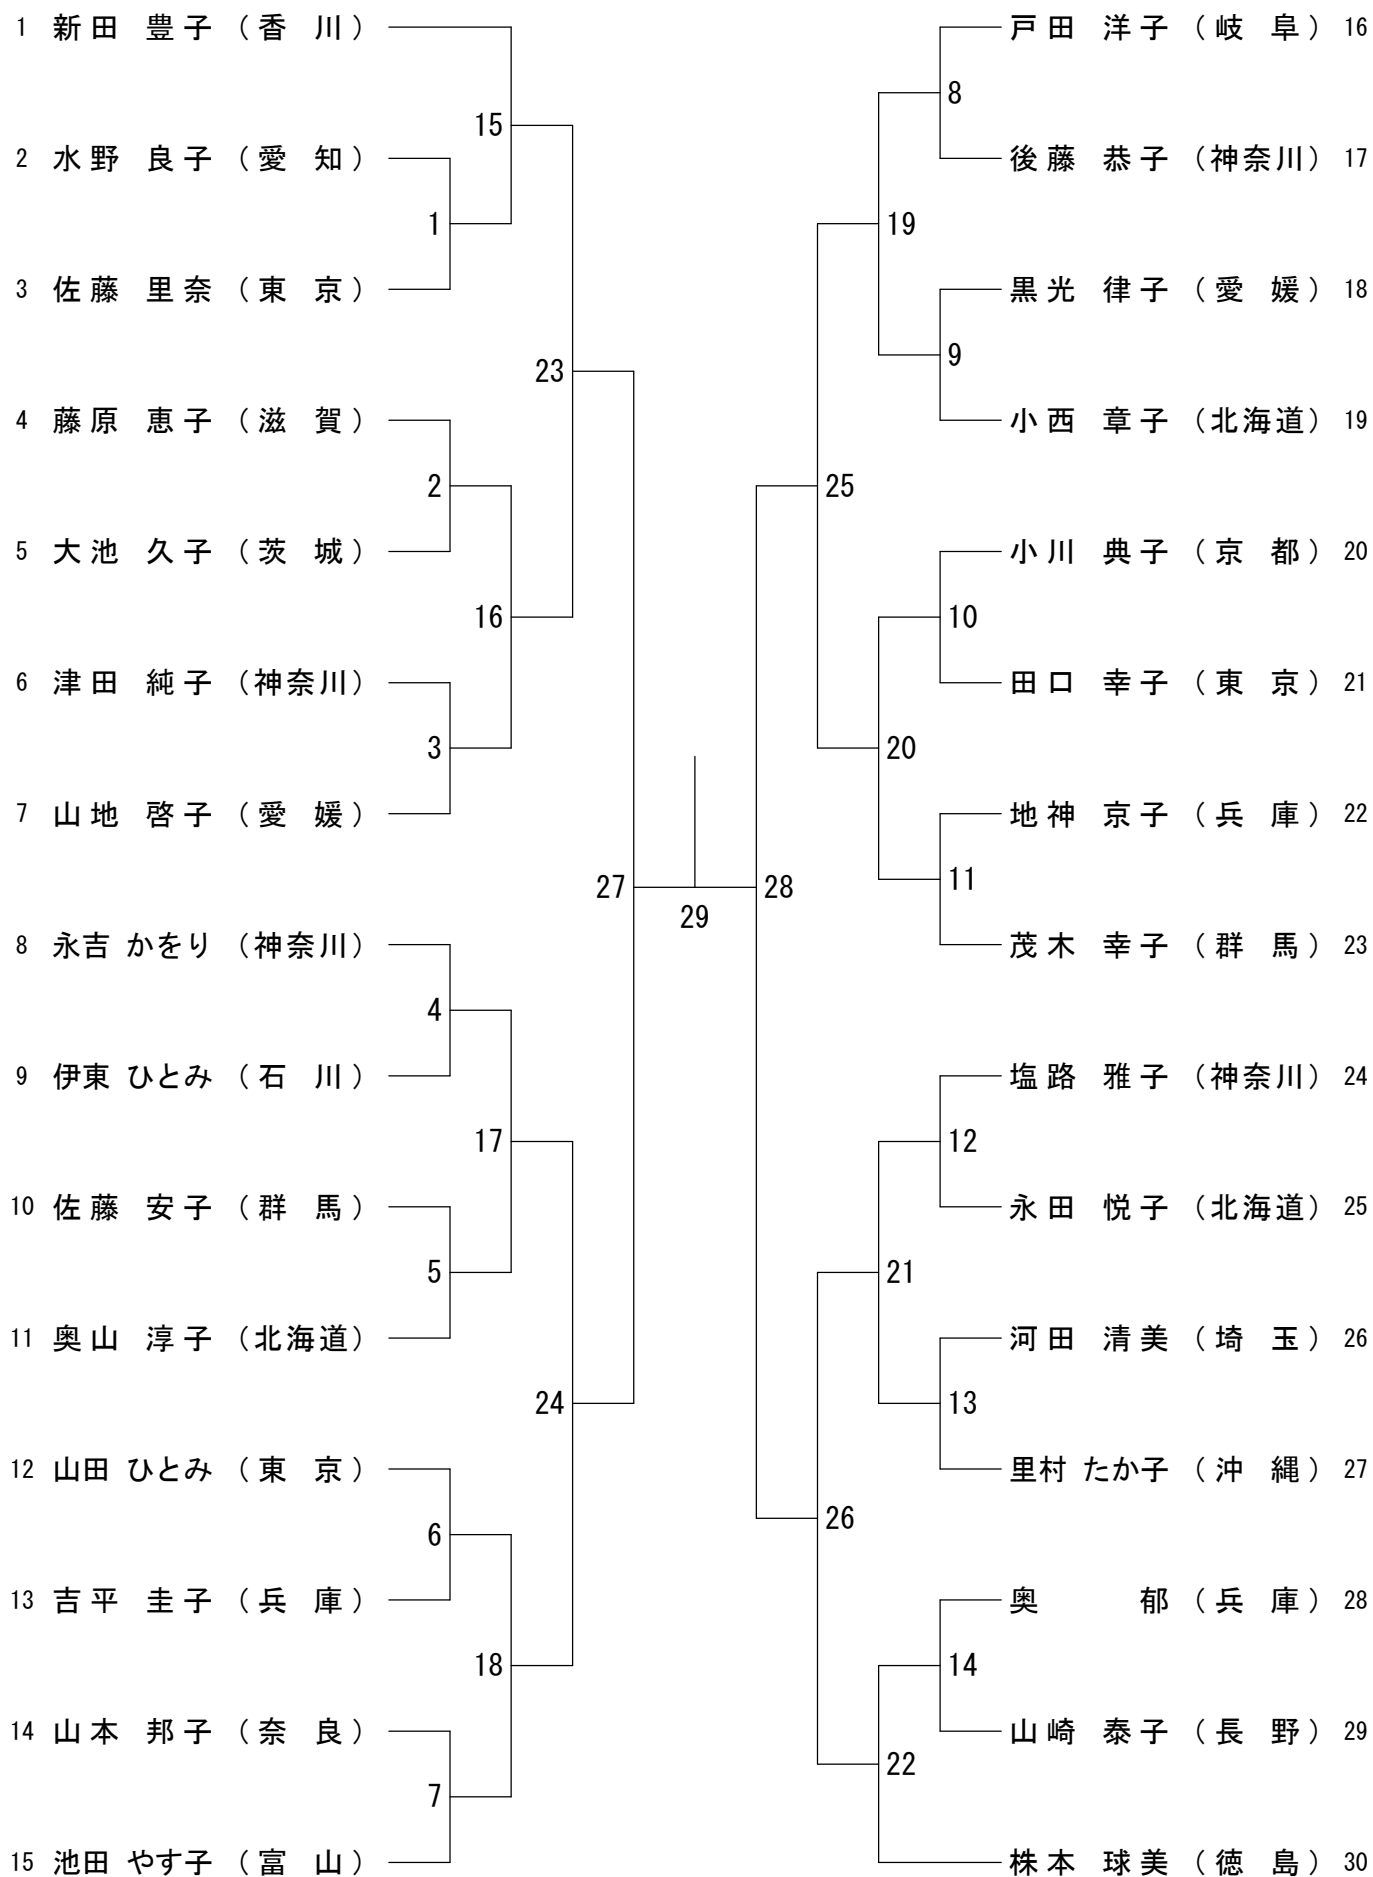 1 新田 豊子 (香 川)
15
2 水野 良子 (愛 知)
1
3 佐藤 里奈 (東 京)
23
4 藤原 恵子 (滋 賀)
2
5 大池 久子 (茨 城)
16
6 津田 純子 (神奈川)
3
7 山地 啓子 (愛 媛)
27
8 永吉 かをり (神奈川)
4
9 伊東 ひとみ (石 川)
17
10 佐藤 安子 (群 馬)
5
11 奥山 淳子 (北海道)
24
12 山田 ひとみ (東 京)
6
13 吉平 圭子 (兵 庫)
18
14 山本 邦子 (奈 良)
7
15 池田 やす子 (富 山)
29
戸田 洋子 (岐 阜) 16
8
後藤 恭子 (神奈川) 17
19
黒光 律子 (愛 媛) 18
9
小西 章子 (北海道) 19
25
小川 典子 (京 都) 20
10
田口 幸子 (東 京) 21
20
地神 京子 (兵 庫) 22
11
28
茂木 幸子 (群 馬) 23
塩路 雅子 (神奈川) 24
12
永田 悦子 (北海道) 25
21
河田 清美 (埼 玉) 26
13
里村 たか子 (沖 縄) 27
26
奥 郁 (兵 庫) 28
14
山崎 泰子 (長 野) 29
22
株本 球美 (徳 島) 30